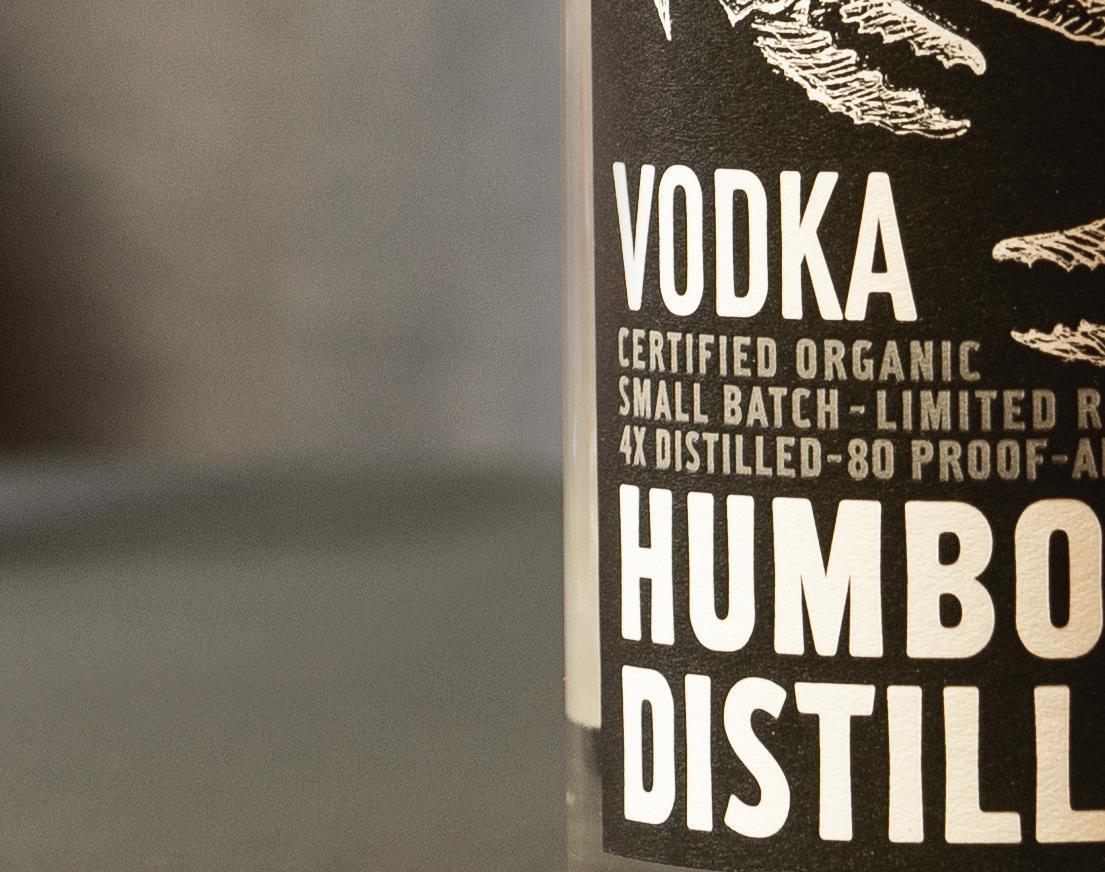 VODKA
CERTIFIED ORGANIC
SMALL BATCH-LIMITED R
4X DISTILLED-80 PROOF-A
HUMBO
DISTILL